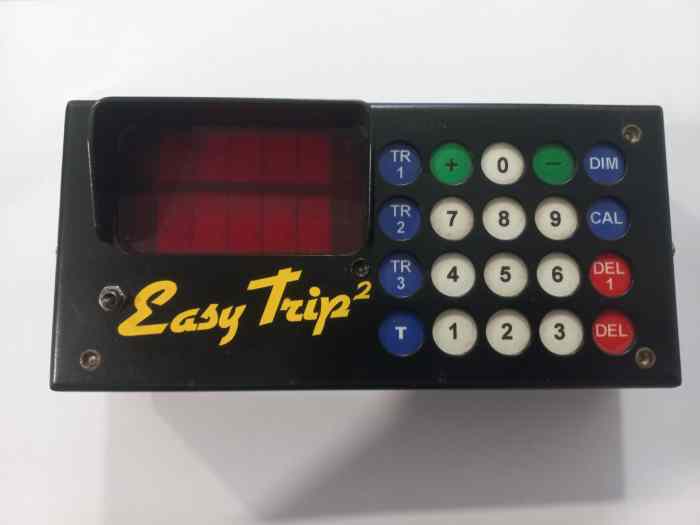 TR 1 + 0 − DIM
TR 2 7 8 9 CAL
TR 3 4 5 6 DEL 1
T 1 2 3 DEL
Easy Trip²